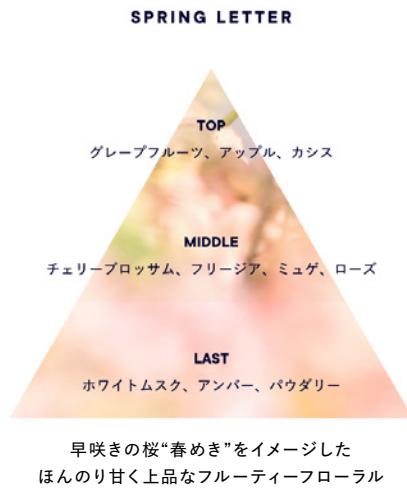 SPRING LETTER
TOP
グレープフルーツ、アップル、カシス
MIDDLE
チェリーブロッサム、フリージア、ミュゲ、ローズ
LAST
ホワイトムスク、アンバー、パウダリー
早咲きの桜“春めき”をイメージした
ほんのり甘く上品なフルーティーフローラル